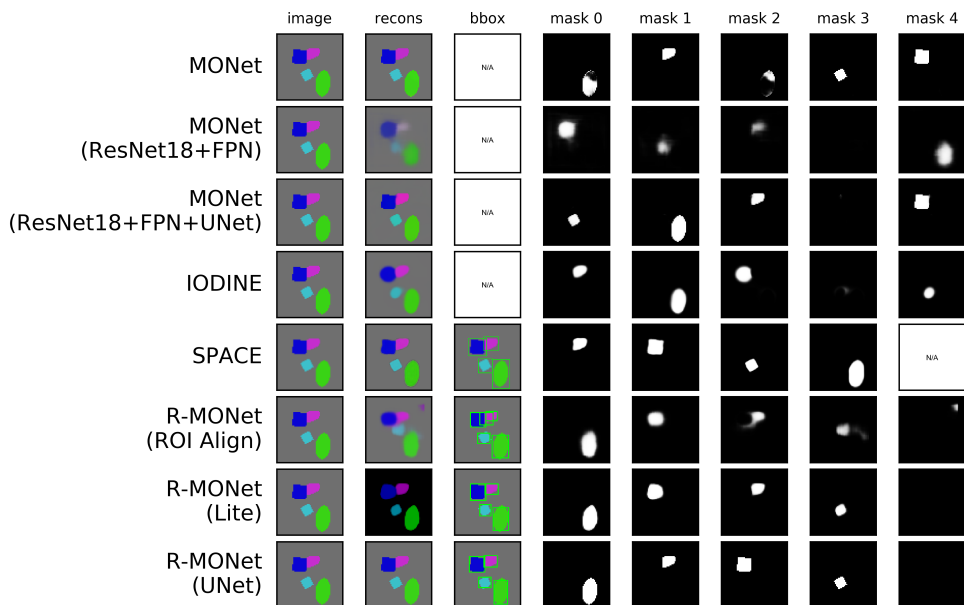 image recons bbox mask 0 mask 1 mask 2 mask 3 mask 4
MONet N/A
MONet
(ResNet18+FPN) N/A
MONet
(ResNet18+FPN+UNet) N/A
IODINE N/A
SPACE N/A
R-MONet
(ROI Align)
R-MONet
(Lite)
R-MONet
(UNet)